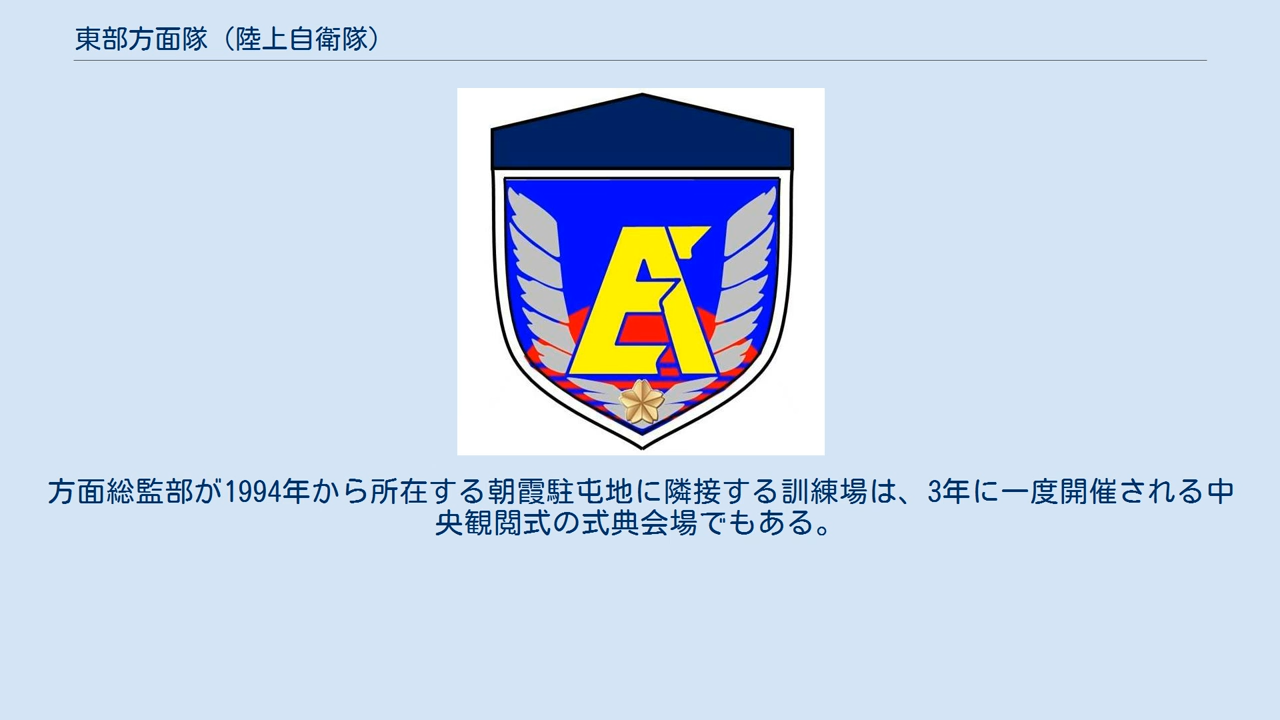 東部方面隊（陸上自衛隊）
方面総監部が1994年から所在する朝霞駐屯地に隣接する訓練場は、3年に一度開催される中
央観閲式の式典会場でもある。